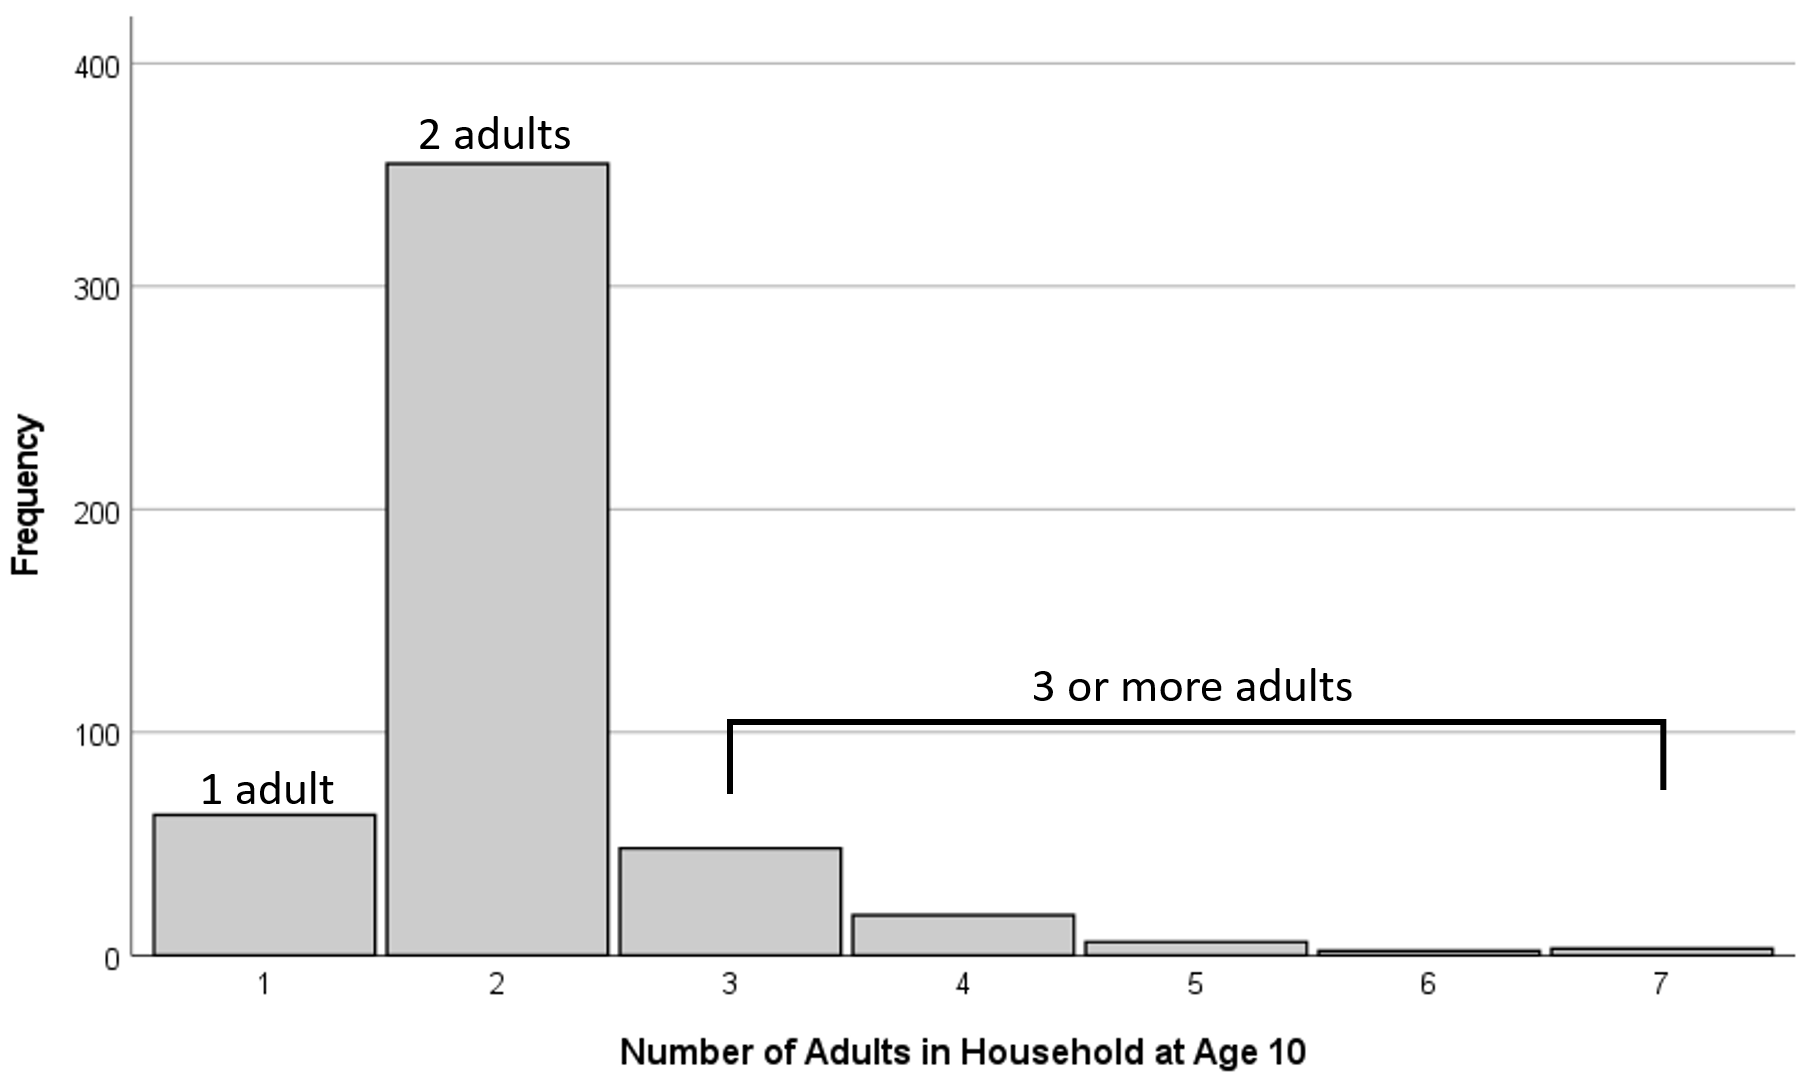 400
2 adults
300
Frequency
200
3 or more adults
100
1 adult
0
1 2 3 4 5 6 7
Number of Adults in Household at Age 10